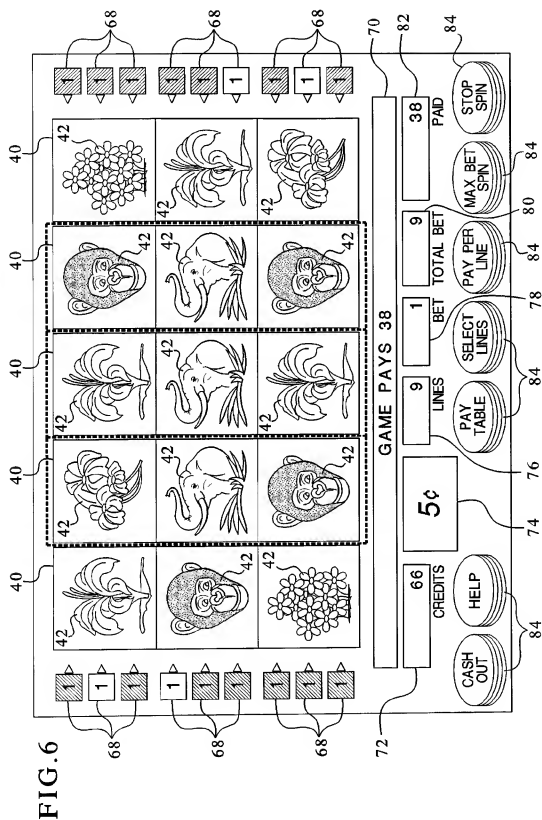 FIG.6
40 40 40 40 40
68 1 42 42 42 42 42 1 68
1 1
1 1
68 1 42 42 42 42 42 1 68
1 1
1 1
68 1 42 42 42 42 42 1 68
1 1
1 1
GAME PAYS 38 70
72 66 5¢ 9 1 9 38 82
CREDITS LINES BET TOTAL BET PAID
CASH OUT
HELP
PAY TABLE
SELECT LINES
PAY PER LINE
MAX BET SPIN
STOP SPIN
84
84 74 76 84 78 84 80 84